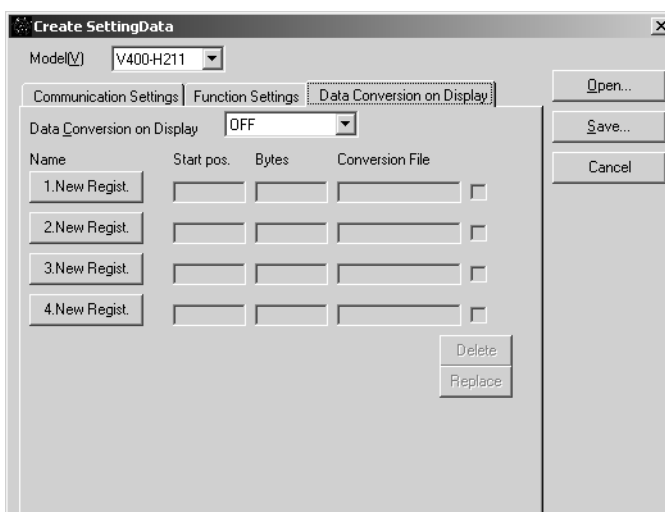 Create SettingData
Model(V) V400-H211
Communication Settings Function Settings Data Conversion on Display
Data Conversion on Display OFF
Name Start pos. Bytes Conversion File
1.New Regist.
2.New Regist.
3.New Regist.
4.New Regist.
Delete
Replace
Open...
Save...
Cancel